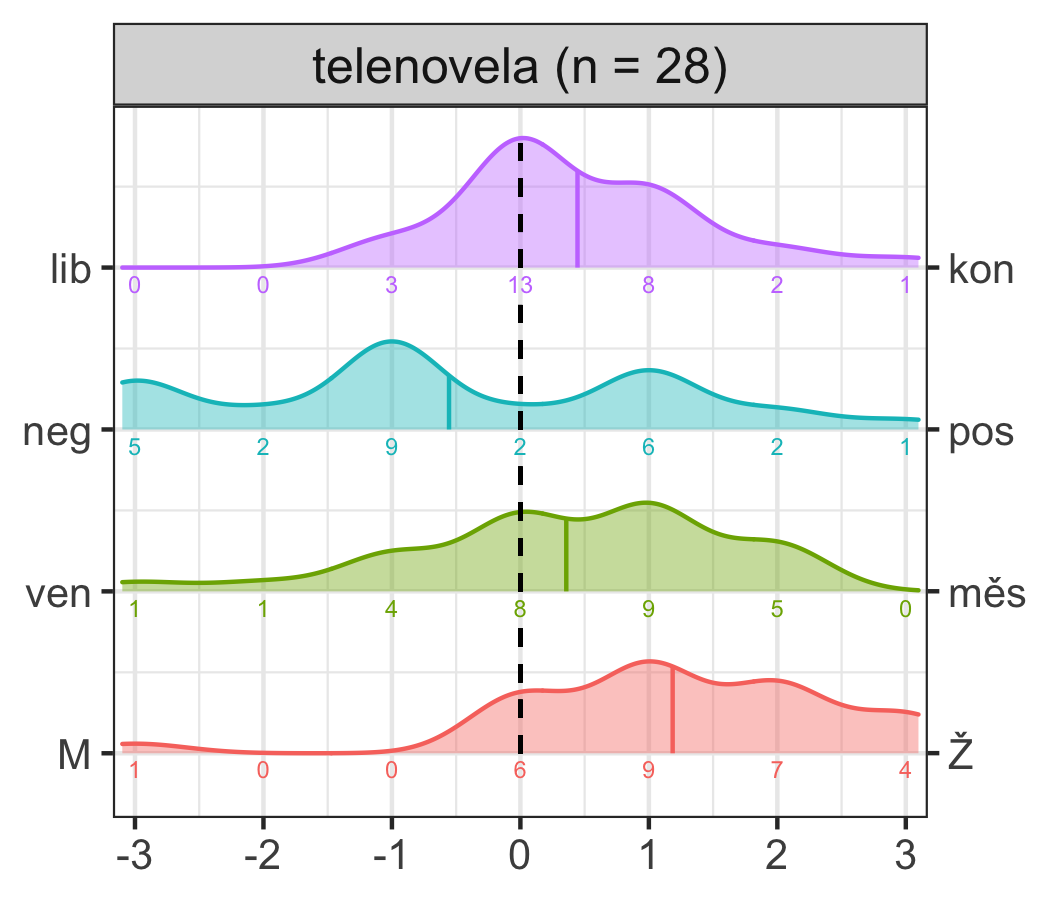 telenovela (n = 28)
lib kon
0 0 3 13 8 2 1
neg pos
5 2 9 2 6 2 1
ven měs
1 1 4 8 9 5 0
M Ž
1 0 0 6 9 7 4
-3 -2 -1 0 1 2 3